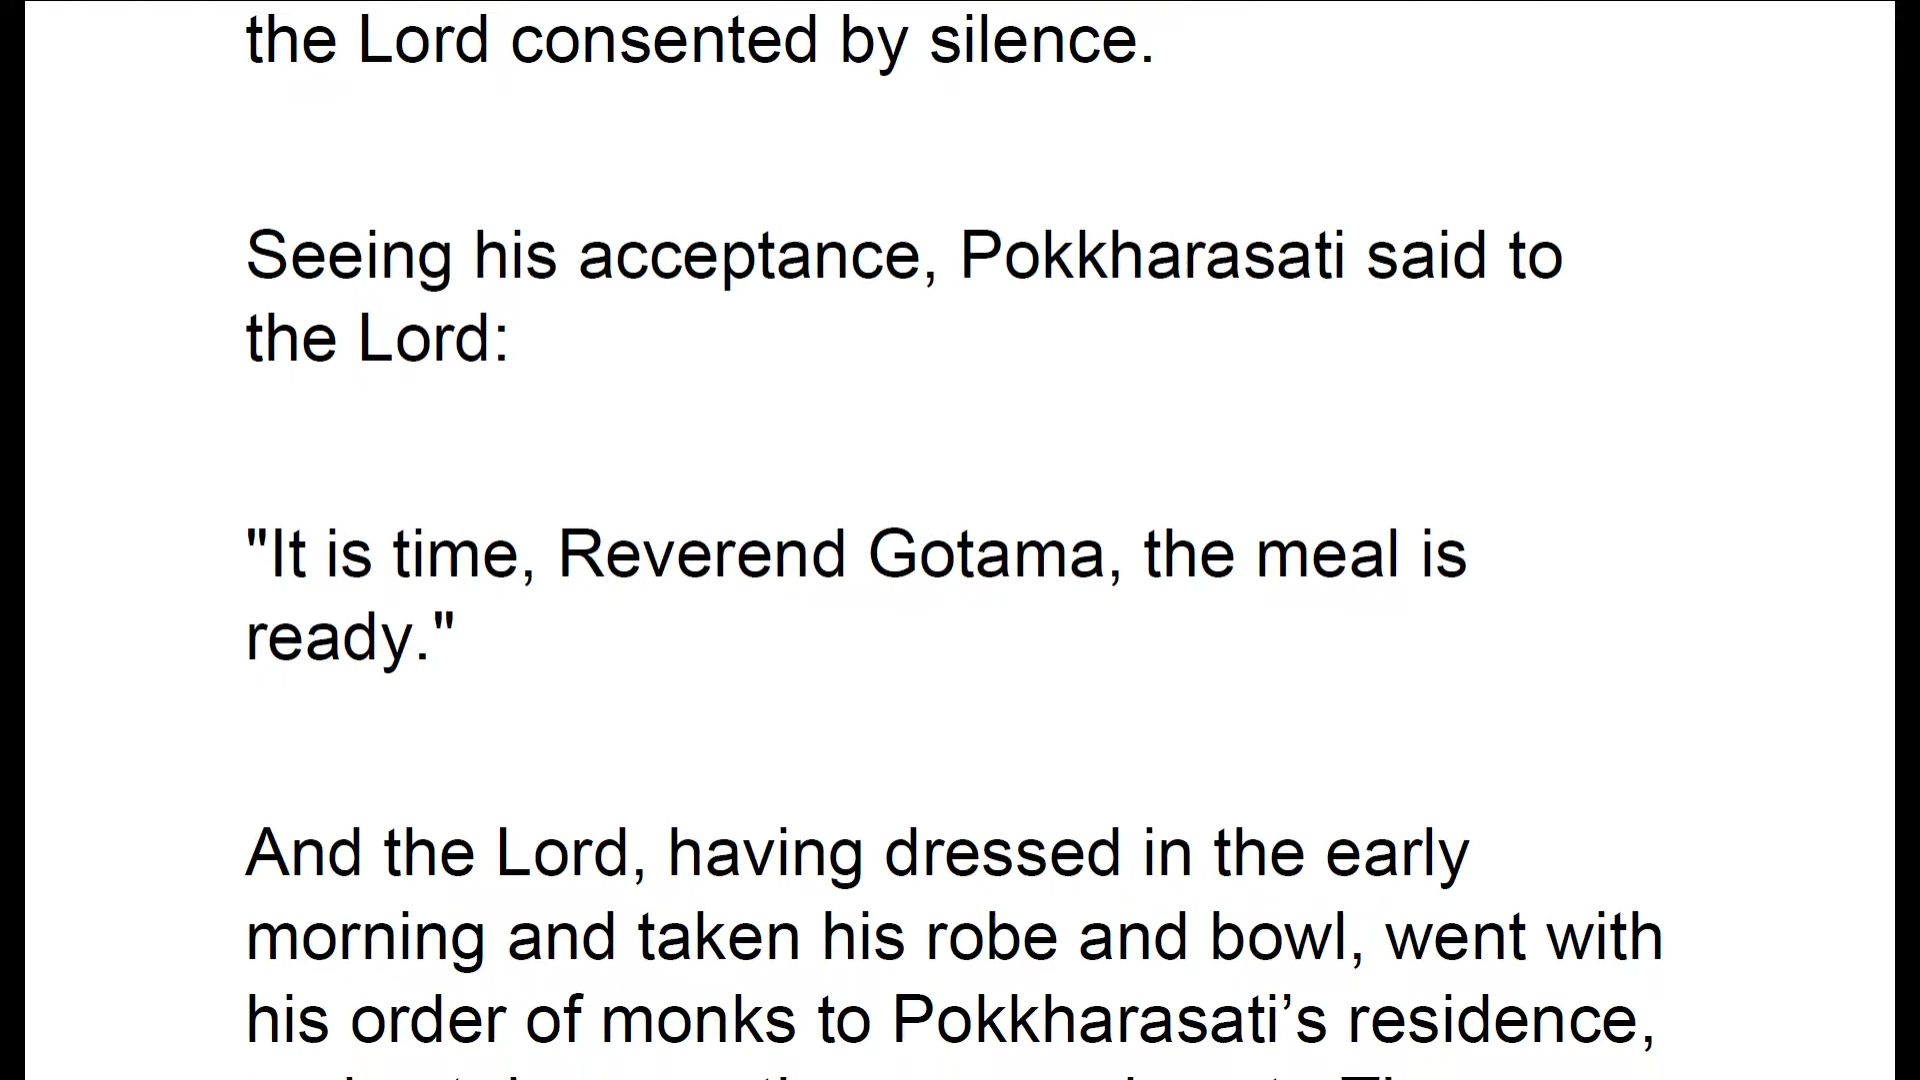 the Lord consented by silence.
Seeing his acceptance, Pokkharasati said to
the Lord:
"It is time, Reverend Gotama, the meal is
ready."
And the Lord, having dressed in the early
morning and taken his robe and bowl, went with
his order of monks to Pokkharasati’s residence,